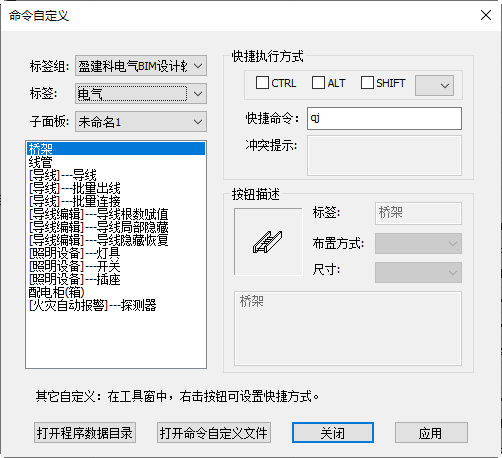 命令自定义
标签组: 盈建科电气BIM设计软
标签: 电气
子面板: 未命名1
桥架
线管
[导线]---导线
[导线]---批量出线
[导线]---批量连接
[导线编辑]---导线根数赋值
[导线编辑]---导线局部隐藏
[导线编辑]---导线隐藏恢复
[照明设备]---灯具
[照明设备]---开关
[照明设备]---插座
配电柜(箱)
[火灾自动报警]---探测器
快捷执行方式
CTRL ALT SHIFT
快捷命令: qj
冲突提示:
按钮描述
标签: 桥架
布置方式:
尺寸:
桥架
其它自定义: 在工具窗中，右击按钮可设置快捷方式。
打开程序数据目录 打开命令自定义文件 关闭 应用